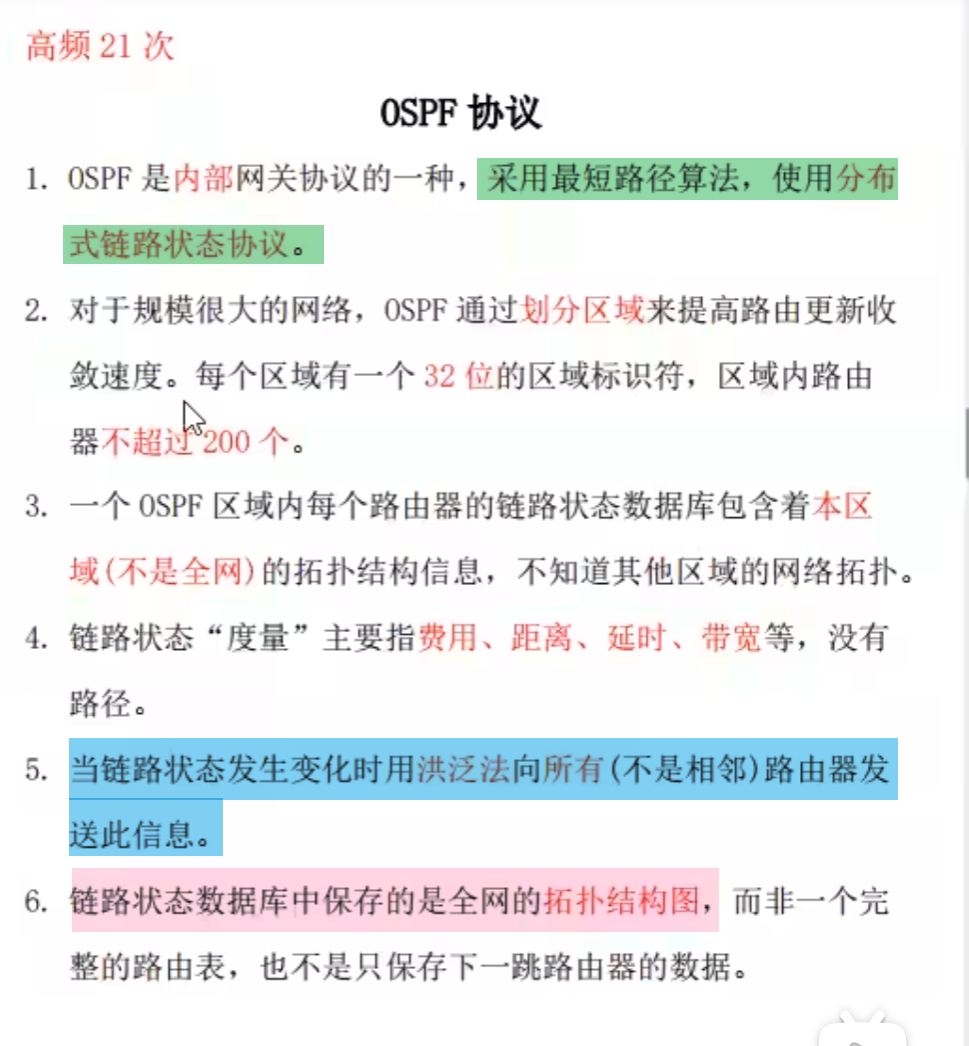 高频 21 次
OSPF 协议
1. OSPF 是内部网关协议的一种，采用最短路径算法，使用分布
式链路状态协议。
2. 对于规模很大的网络，OSPF 通过划分区域来提高路由更新收
敛速度。每个区域有一个 32 位的区域标识符，区域内路由
器不超过 200 个。
3. 一个 OSPF 区域内每个路由器的链路状态数据库包含着本区
域(不是全网)的拓扑结构信息，不知道其他区域的网络拓扑。
4. 链路状态“度量”主要指费用、距离、延时、带宽等，没有
路径。
5. 当链路状态发生变化时用洪泛法向所有(不是相邻)路由器发
送此信息。
6. 链路状态数据库中保存的是全网的拓扑结构图，而非一个完
整的路由表，也不是只保存下一跳路由器的数据。